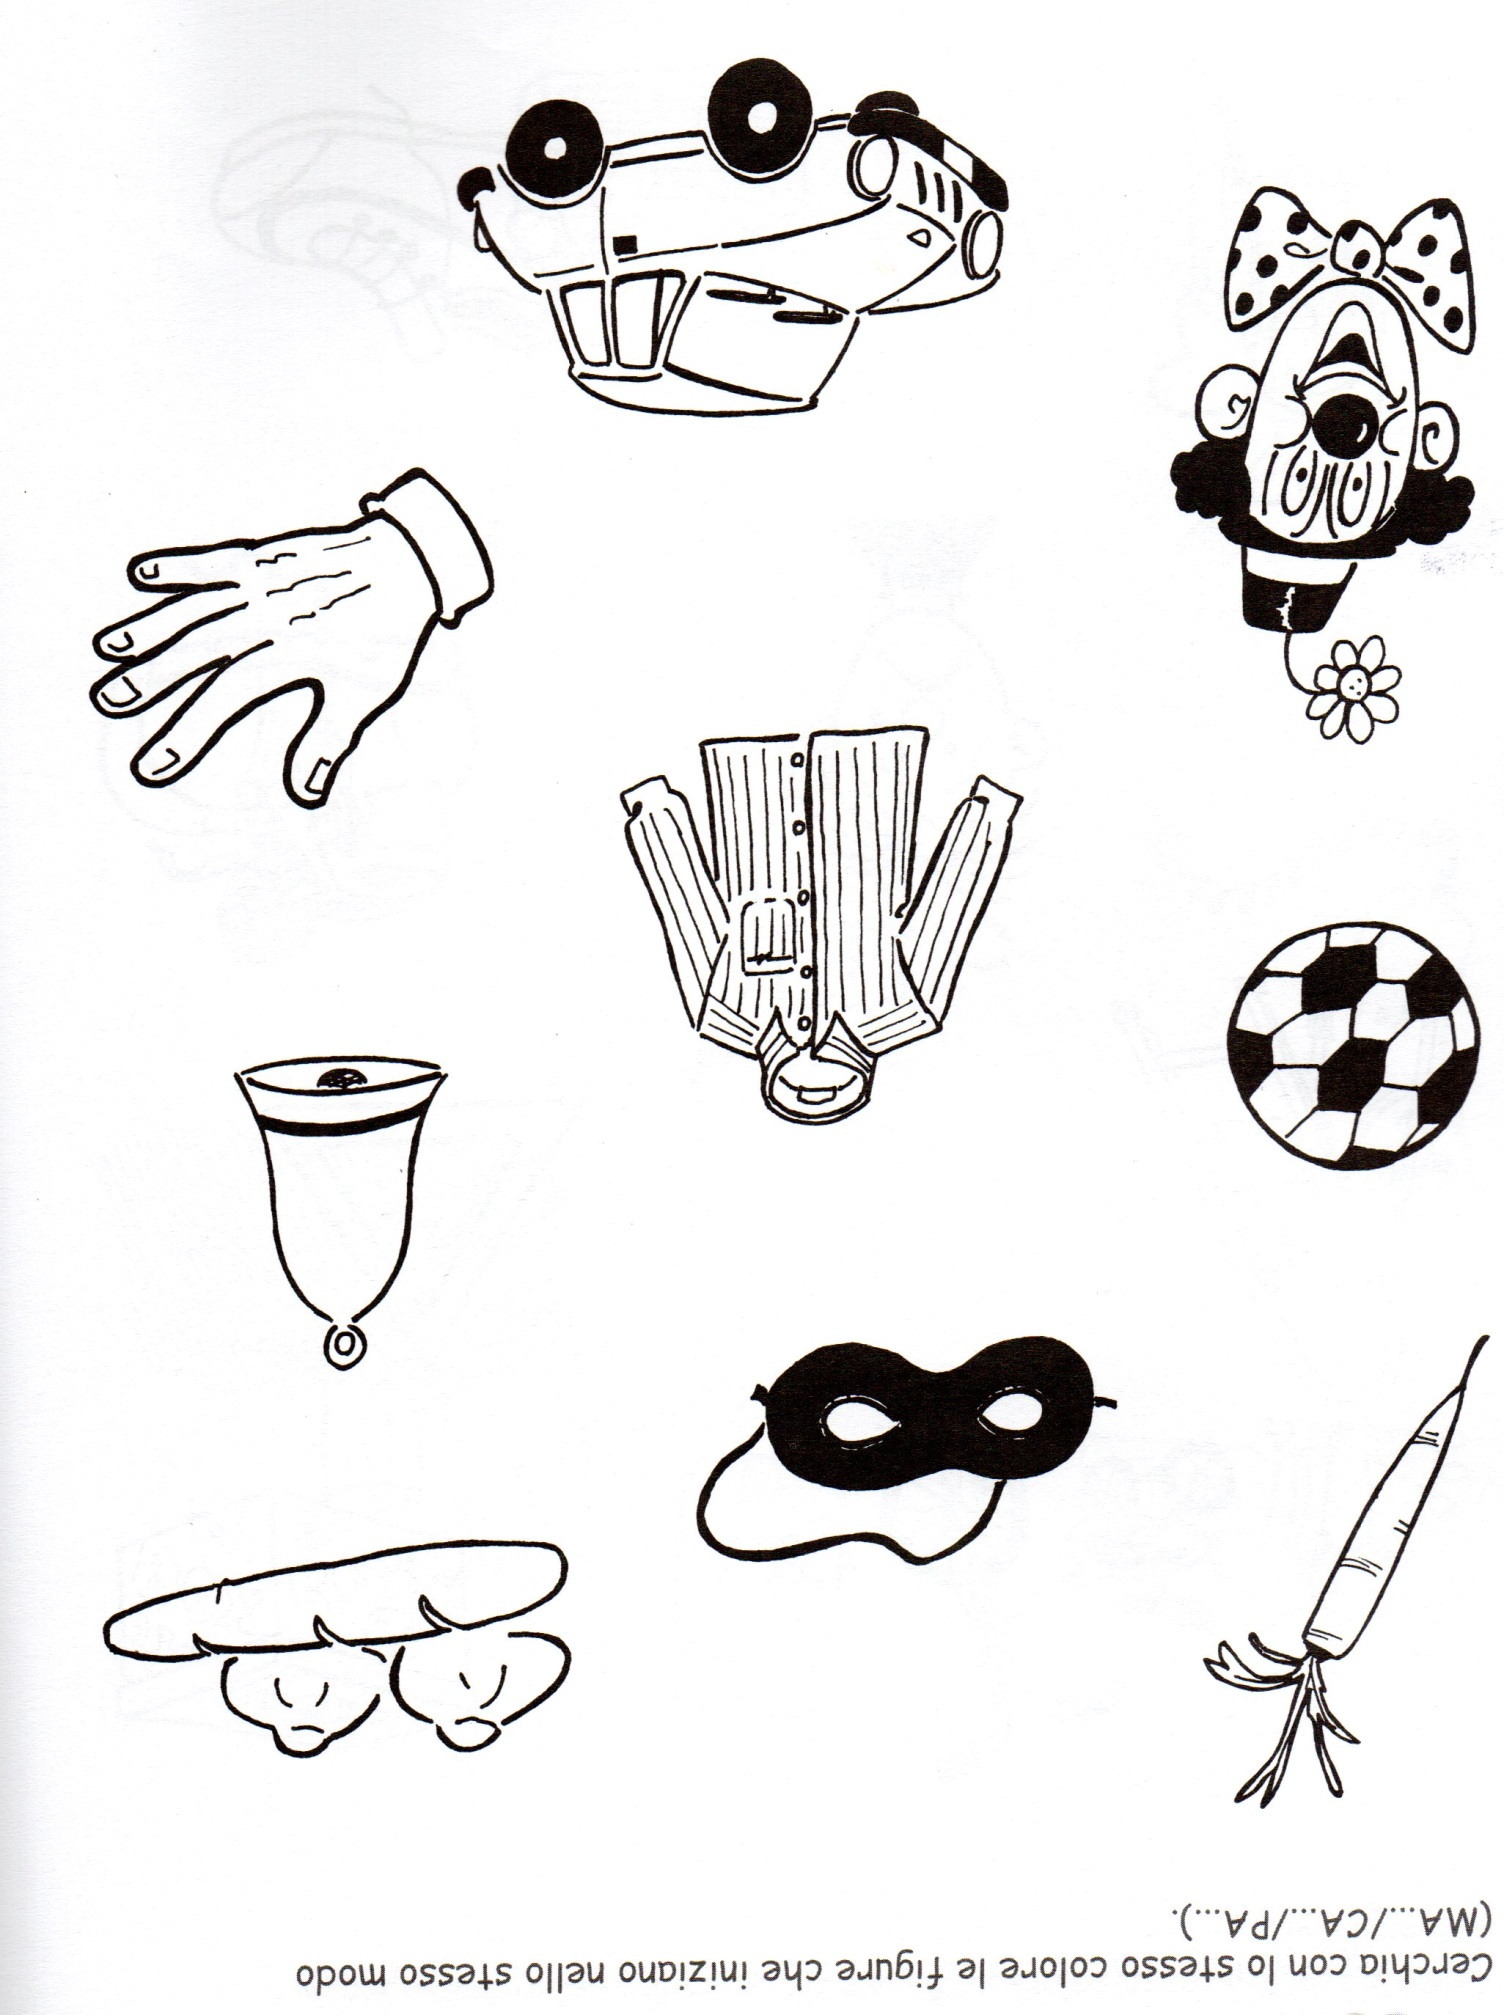 Cerchia con lo stesso colore le figure che iniziano nello stesso modo
(MA.../CA.../PA...).